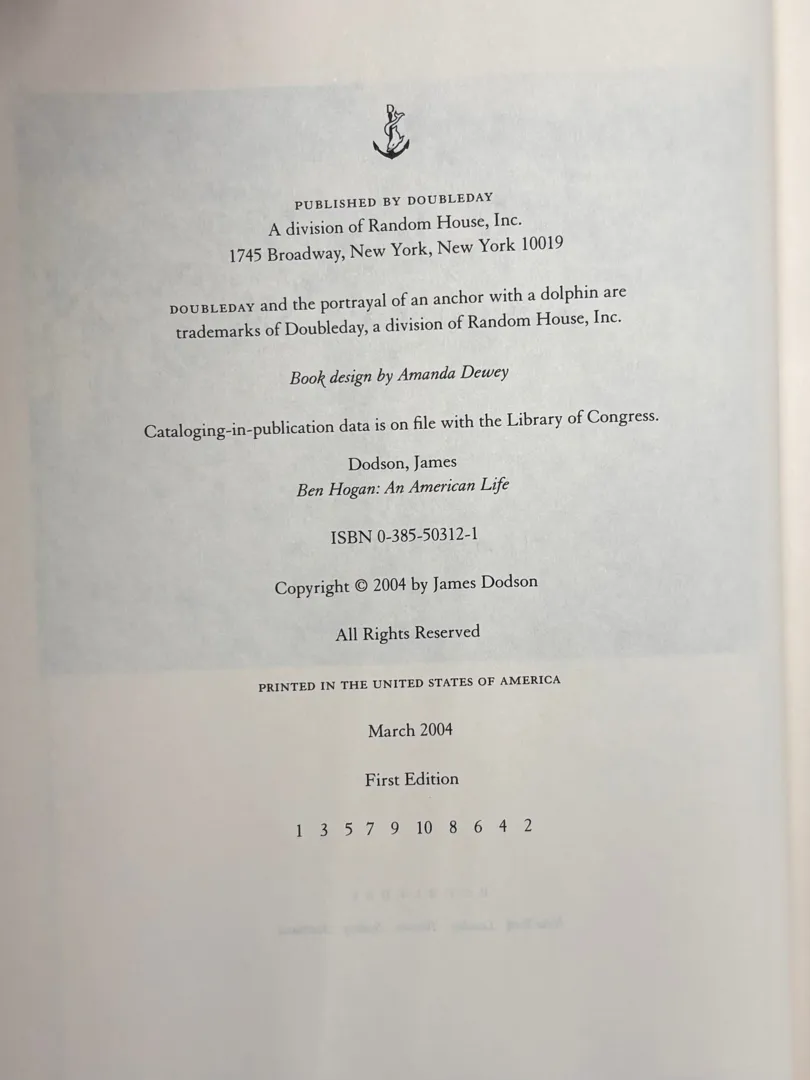 PUBLISHED BY DOUBLEDAY
A division of Random House, Inc.
1745 Broadway, New York, New York 10019
DOUBLEDAY and the portrayal of an anchor with a dolphin are
trademarks of Doubleday, a division of Random House, Inc.
Book design by Amanda Dewey
Cataloging-in-publication data is on file with the Library of Congress.
Dodson, James
Ben Hogan: An American Life
ISBN 0-385-50312-1
Copyright © 2004 by James Dodson
All Rights Reserved
PRINTED IN THE UNITED STATES OF AMERICA
March 2004
First Edition
1 3 5 7 9 10 8 6 4 2